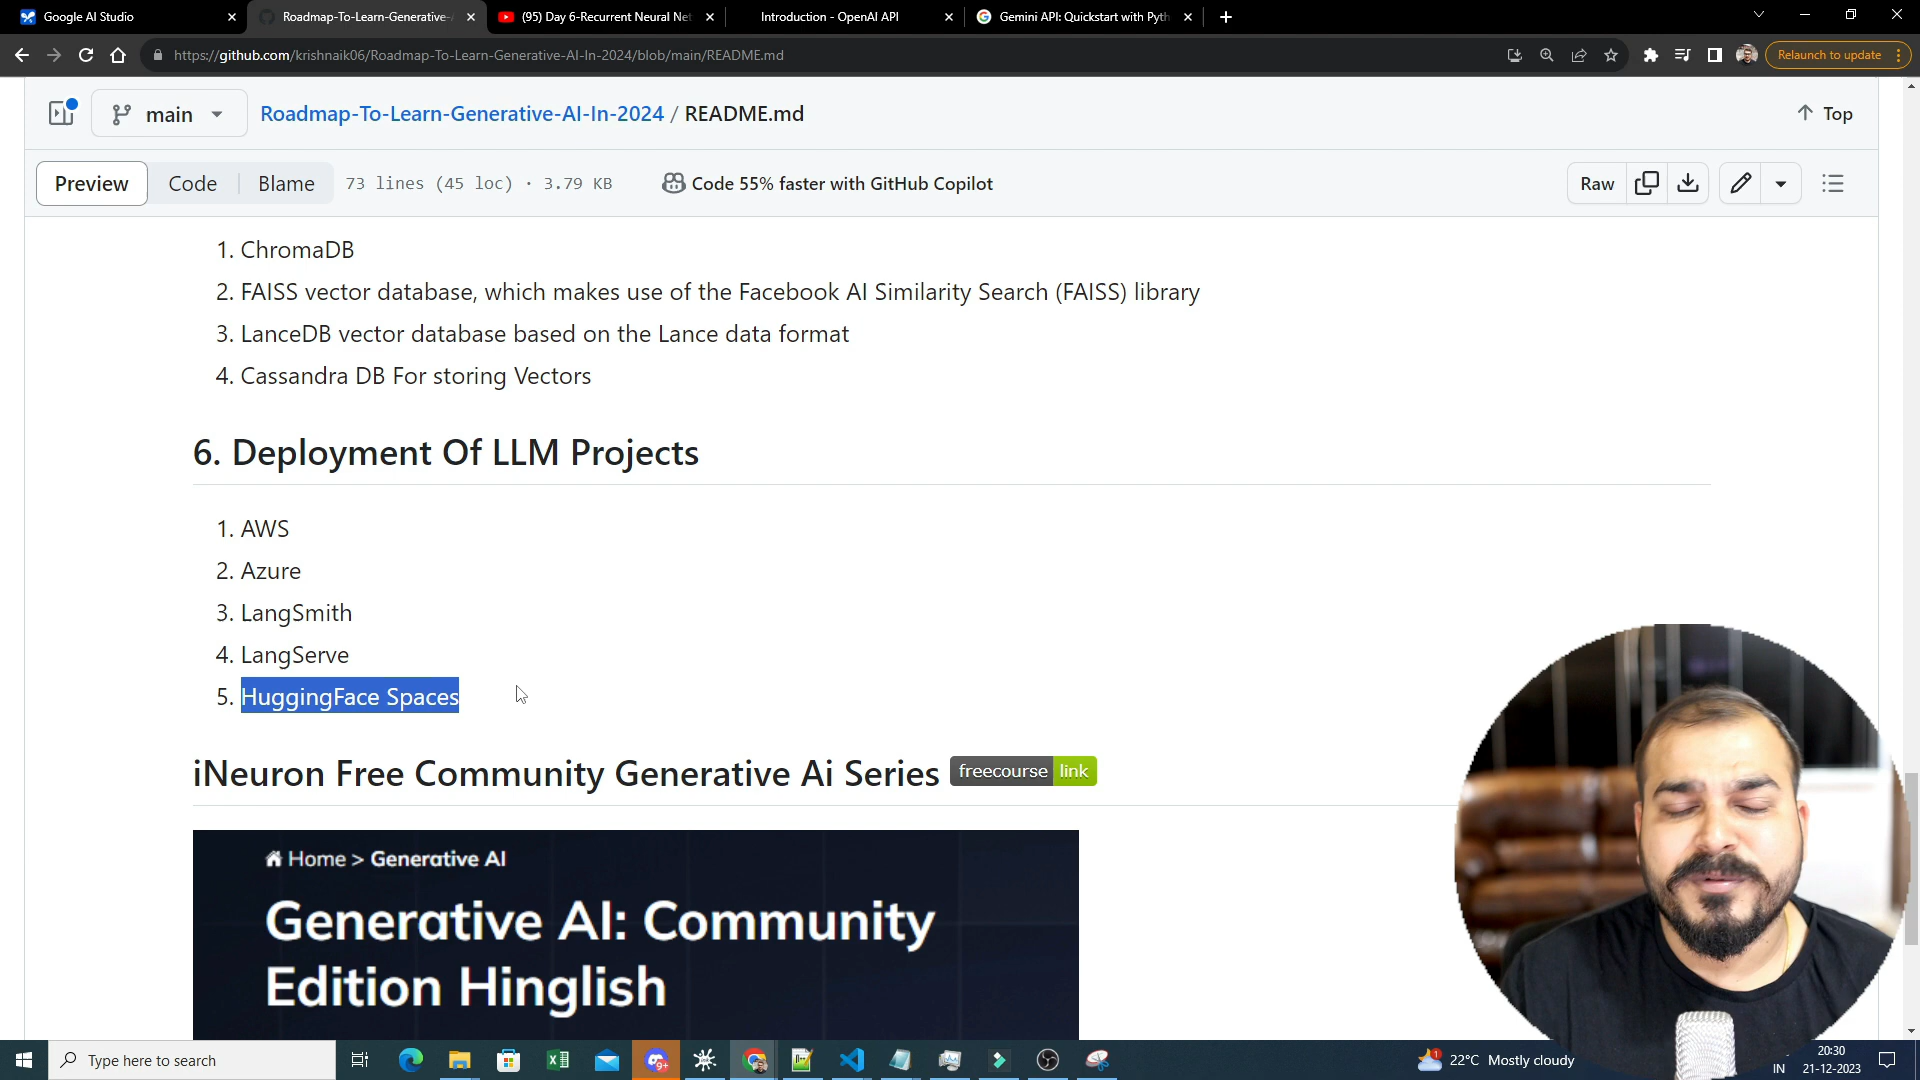 Google AI Studio
Roadmap-To-Learn-Generative-
(95) Day 6-Recurrent Neural Net
Introduction - OpenAI API
Gemini API: Quickstart with Pyth
https://github.com/krishnaik06/Roadmap-To-Learn-Generative-AI-In-2024/blob/main/README.md
Relaunch to update
main
Roadmap-To-Learn-Generative-AI-In-2024 / README.md
Top
Preview
Code
Blame
73 lines (45 loc) · 3.79 KB
Code 55% faster with GitHub Copilot
Raw
1. ChromaDB
2. FAISS vector database, which makes use of the Facebook AI Similarity Search (FAISS) library
3. LanceDB vector database based on the Lance data format
4. Cassandra DB For storing Vectors
6. Deployment Of LLM Projects
1. AWS
2. Azure
3. LangSmith
4. LangServe
5. HuggingFace Spaces
iNeuron Free Community Generative Ai Series freecourse link
Home > Generative AI
Generative AI: Community
Edition Hinglish
Type here to search
9+
1
22°C Mostly cloudy
IN
20:30
21-12-2023